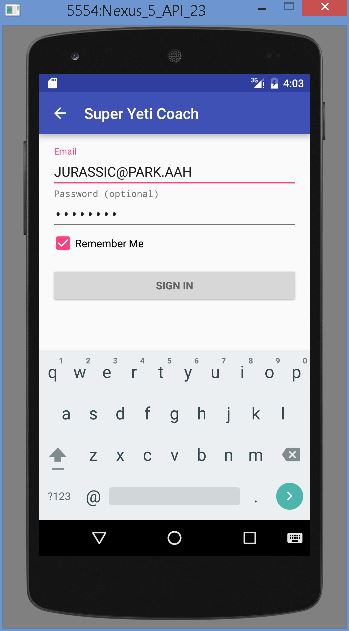 5554:Nexus_5_API_23
3G 4:03
Super Yeti Coach
Email
JURASSIC@PARK.AAH
Password (optional)
••••••••
Remember Me
SIGN IN
1 2 3 4 5 6 7 8 9 0
q w e r t y u i o p
a s d f g h j k l
z x c v b n m
?123 @ .